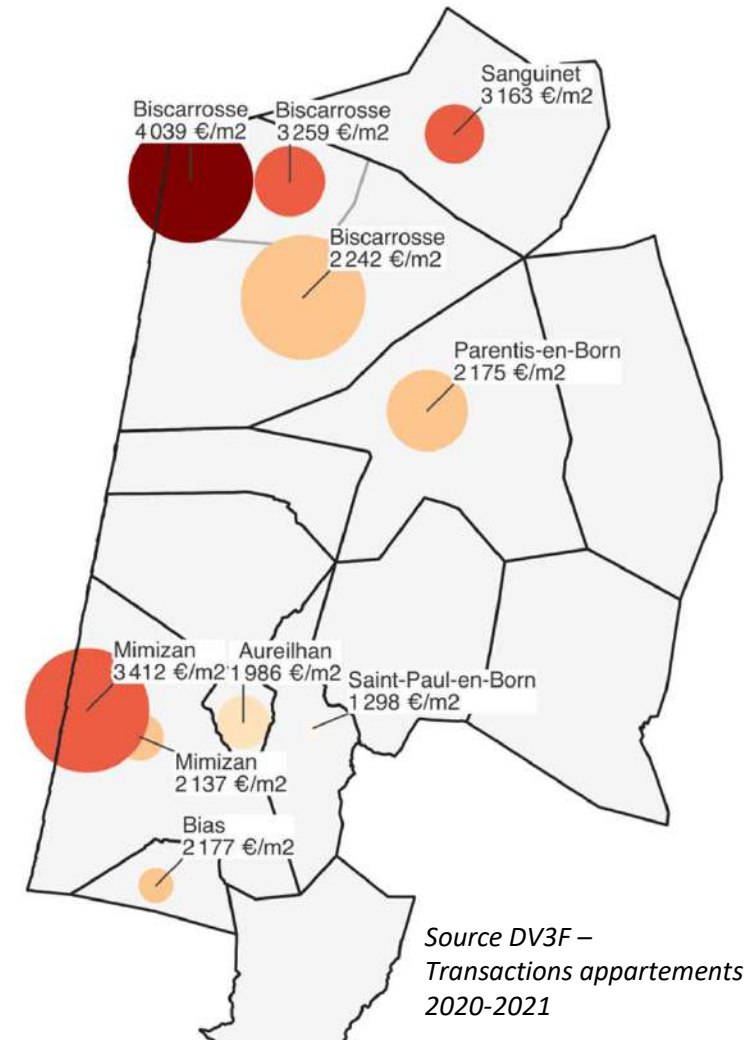 Sanguinet
3 163 €/m2
Biscarrosse
4 039 €/m2
Biscarrosse
3 259 €/m2
Biscarrosse
2 242 €/m2
Parentis-en-Born
2 175 €/m2
Mimizan
3 412 €/m2
Aureilhan
1 986 €/m2
Saint-Paul-en-Born
1 298 €/m2
Mimizan
2 137 €/m2
Bias
2 177 €/m2
Source DV3F –
Transactions appartements
2020-2021